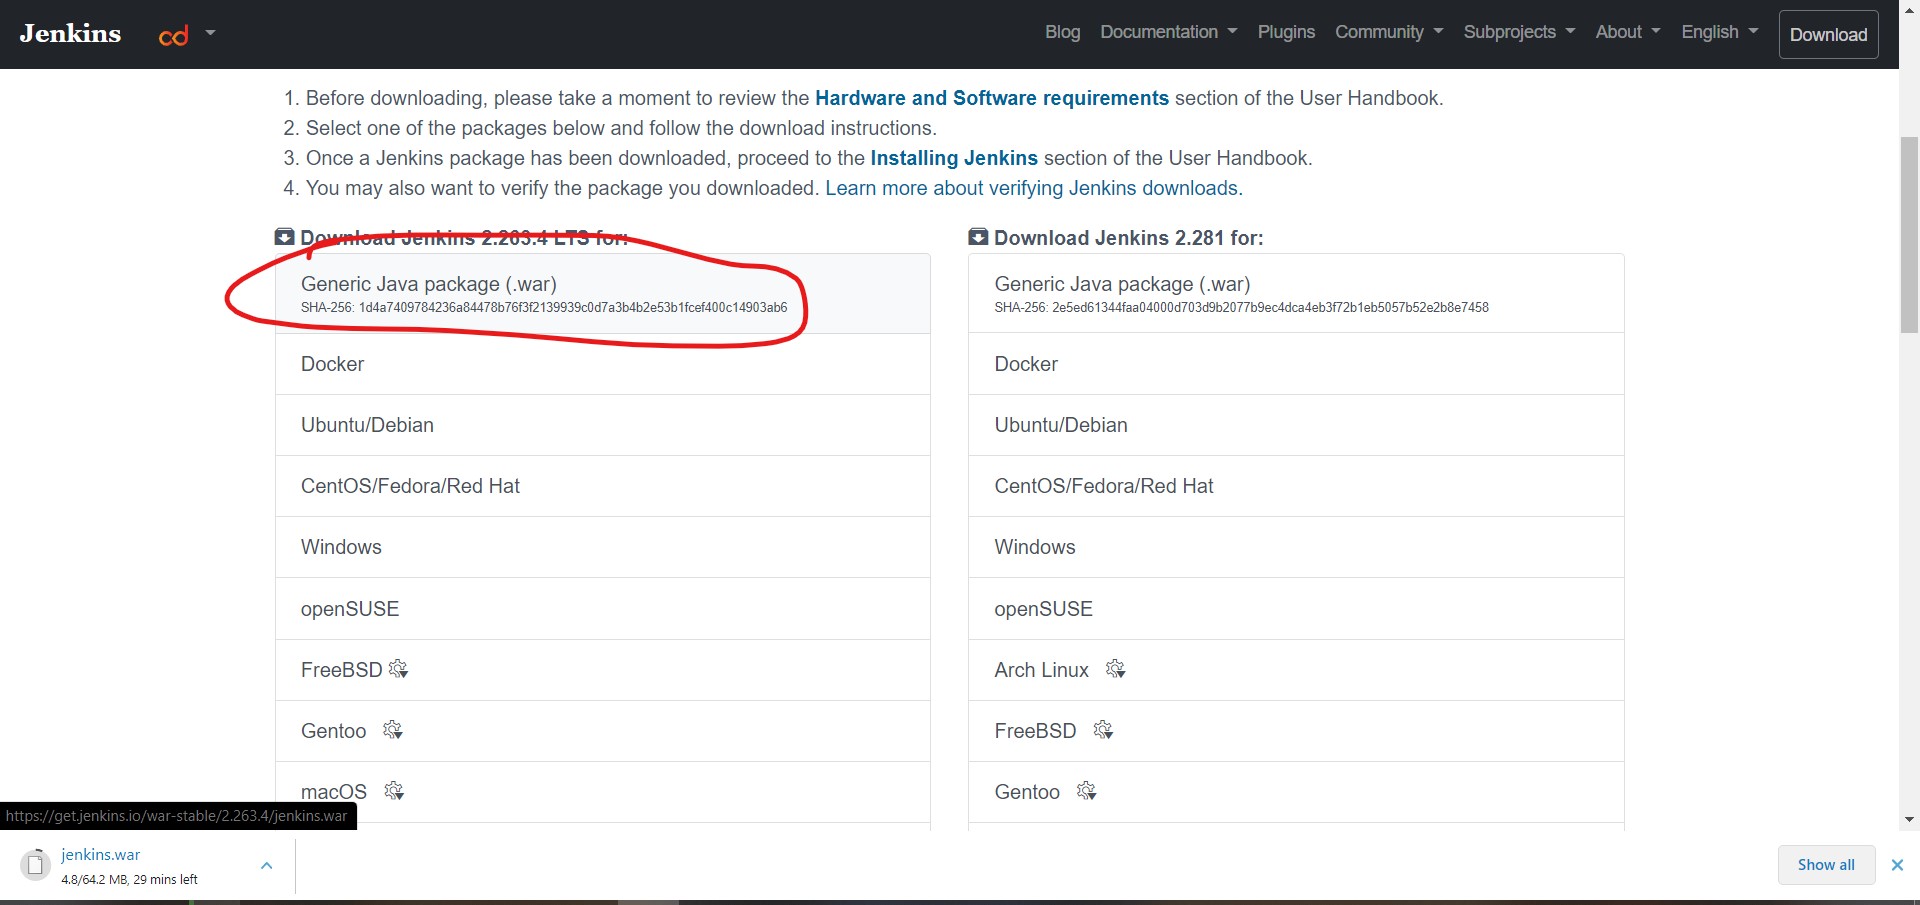 Jenkins
Blog Documentation Plugins Community Subprojects About English Download
1. Before downloading, please take a moment to review the Hardware and Software requirements section of the User Handbook.
2. Select one of the packages below and follow the download instructions.
3. Once a Jenkins package has been downloaded, proceed to the Installing Jenkins section of the User Handbook.
4. You may also want to verify the package you downloaded. Learn more about verifying Jenkins downloads.
Download Jenkins 2.263.4 LTS for:
Generic Java package (.war)
SHA-256: 1d4a7409784236a84478b76f3f2139939c0d7a3b4b2e53b1fcef400c14903ab6
Docker
Ubuntu/Debian
CentOS/Fedora/Red Hat
Windows
openSUSE
FreeBSD
Gentoo
macOS
Download Jenkins 2.281 for:
Generic Java package (.war)
SHA-256: 2e5ed61344faa04000d703d9b2077b9ec4dca4eb3f72b1eb5057b52e2b8e7458
Docker
Ubuntu/Debian
CentOS/Fedora/Red Hat
Windows
openSUSE
Arch Linux
FreeBSD
Gentoo
https://get.jenkins.io/war-stable/2.263.4/jenkins.war
jenkins.war
4.8/64.2 MB, 29 mins left
Show all